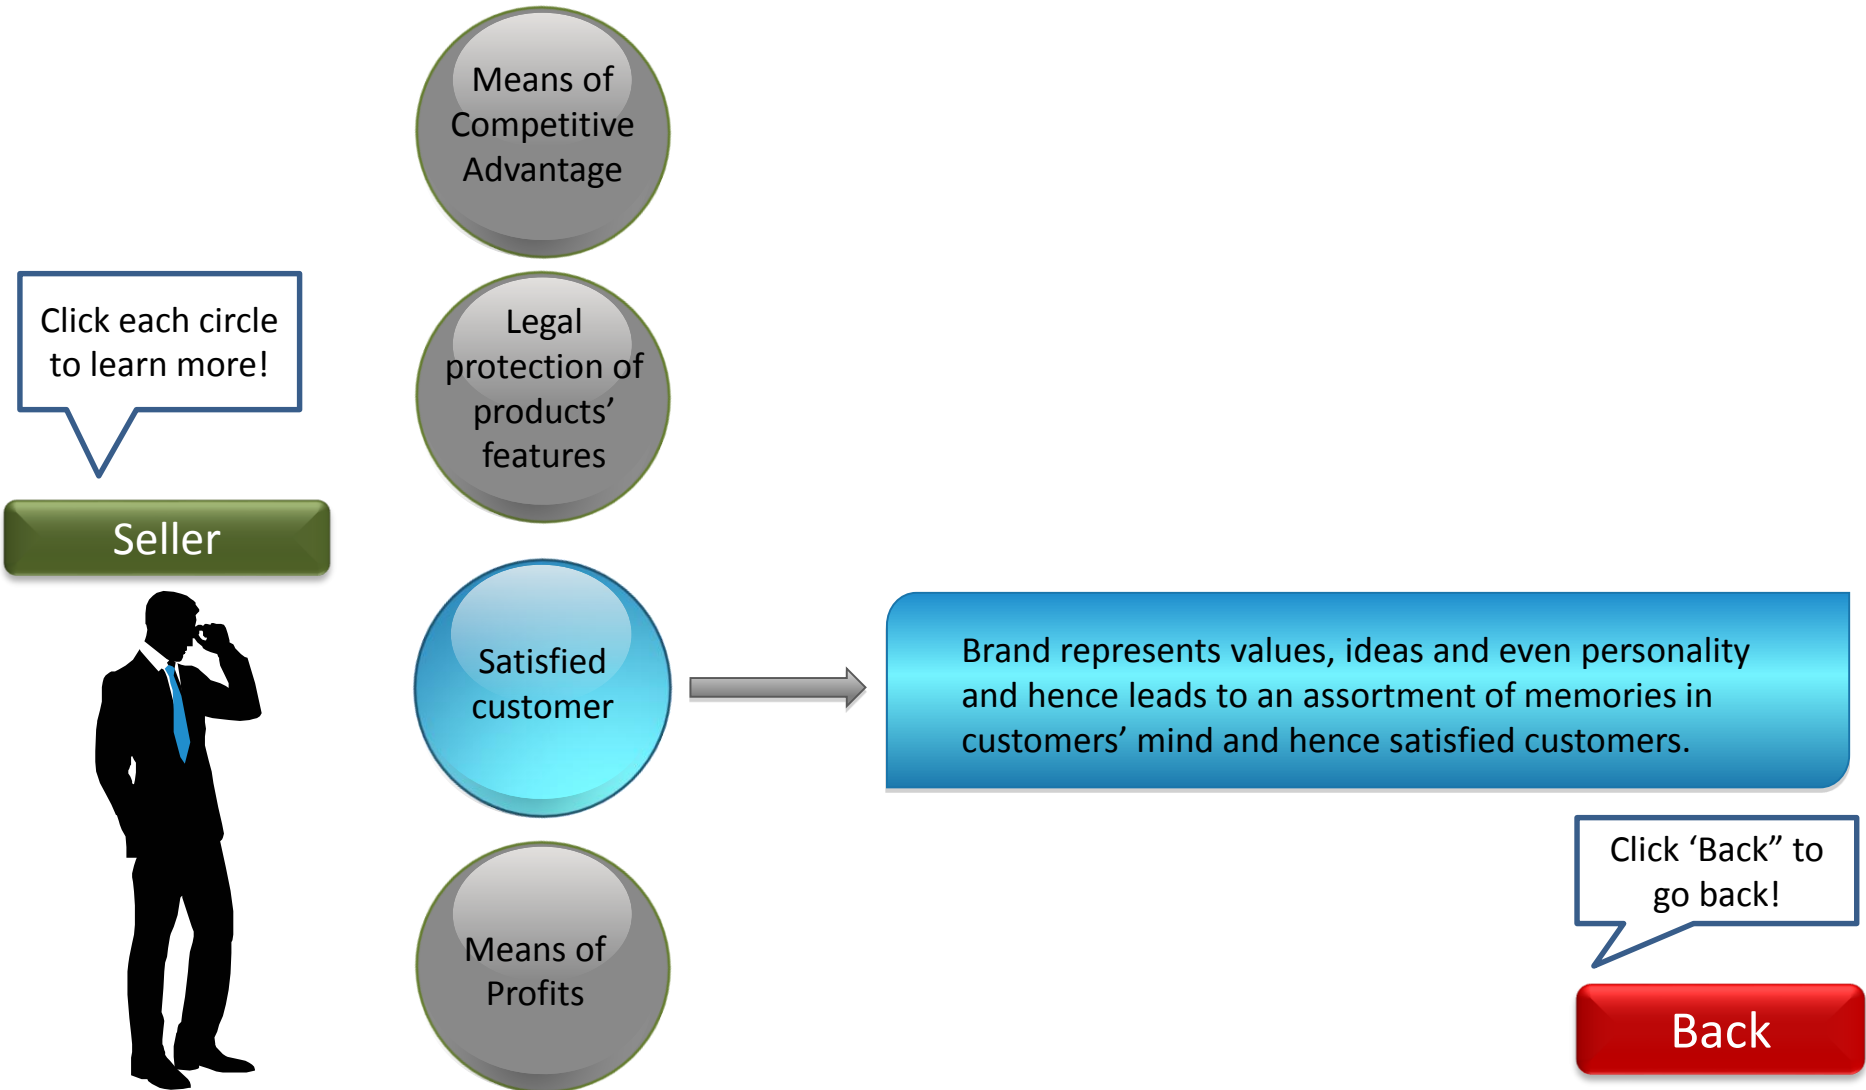 Means of
Competitive
Advantage
Click each circle
to learn more!
Legal
protection of
products’
features
Seller
Satisfied
customer
Brand represents values, ideas and even personality
and hence leads to an assortment of memories in
customers’ mind and hence satisfied customers.
Click ‘Back” to
go back!
Means of
Profits
Back